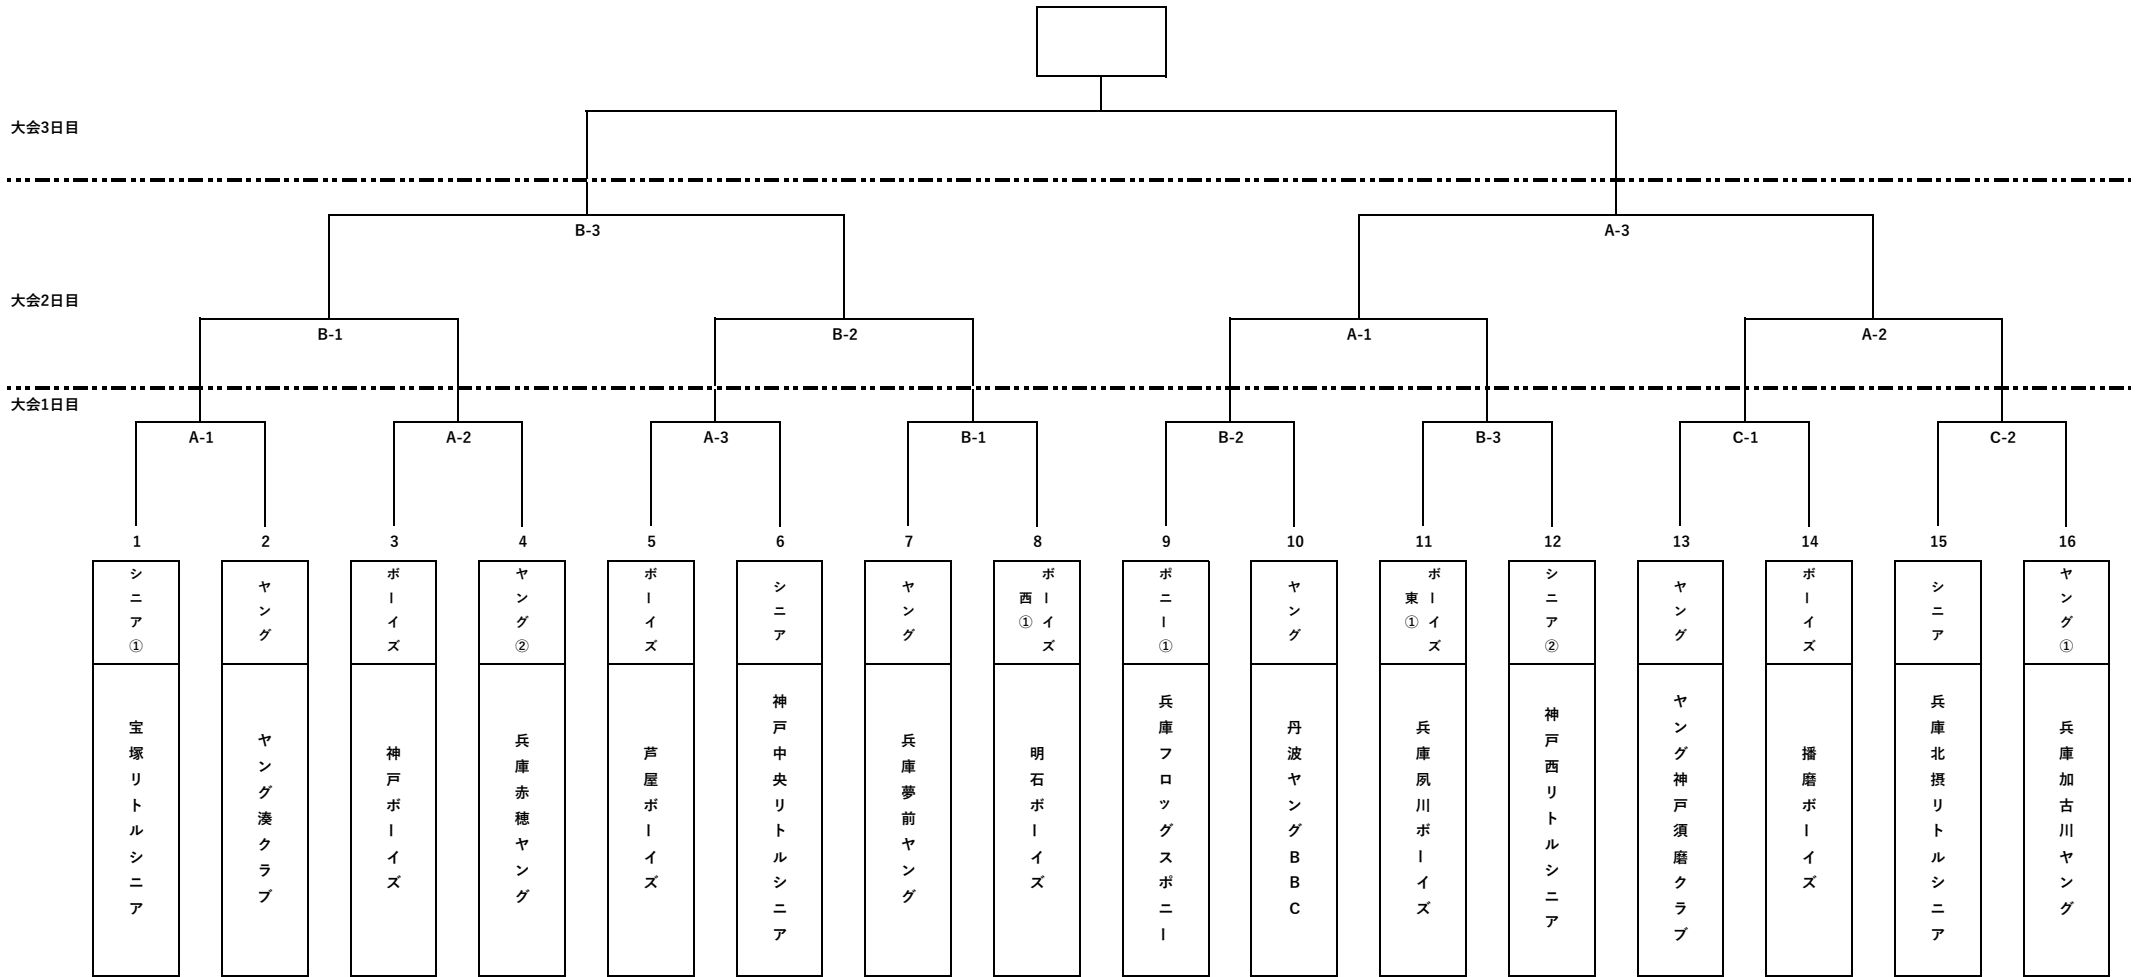 大会3日目
B-3
A-3
大会2日目
B-1
B-2
A-1
A-2
大会1日目
A-1
A-2
A-3
B-1
B-2
B-3
C-1
C-2
1
2
3
4
5
6
7
8
9
10
11
12
13
14
15
16
シニア①
ヤング
ボーイズ
ヤング②
ボーイズ
シニア
ヤング
ボーイズ
西①
ポニー①
ヤング
ボーイズ
東①
シニア②
ヤング
ボーイズ
シニア
ヤング①
宝塚リトルシニア
ヤング湊クラブ
神戸ボーイズ
兵庫赤穂ヤング
芦屋ボーイズ
神戸中央リトルシニア
兵庫夢前ヤング
明石ボーイズ
兵庫フロッグスポニー
丹波ヤングBBC
兵庫夙川ボーイズ
神戸西リトルシニア
ヤング神戸須磨クラブ
播磨ボーイズ
兵庫北摂リトルシニア
兵庫加古川ヤング